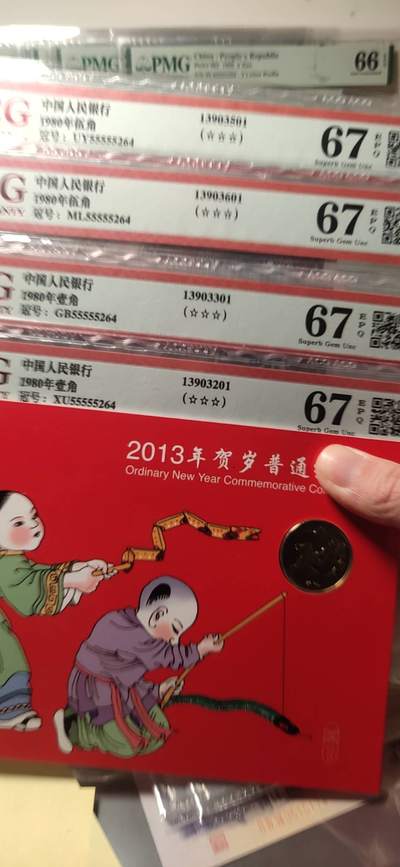 PMG
PMG
China - People's Republic
66
中国人民银行
1980年伍角
冠号：UY55555264
13903501
(☆☆☆)
67
EPQ
Superb Gem Unc
中国人民银行
1980年伍角
冠号：ML55555264
13903601
(☆☆☆)
67
EPQ
Superb Gem Unc
中国人民银行
1980年壹角
冠号：GB55555264
13903301
(☆☆☆)
67
EPQ
Superb Gem Unc
中国人民银行
1980年壹角
冠号：XU55555264
13903201
(☆☆☆)
67
EPQ
Superb Gem Unc
2013年贺岁普通
Ordinary New Year Commemorative Co